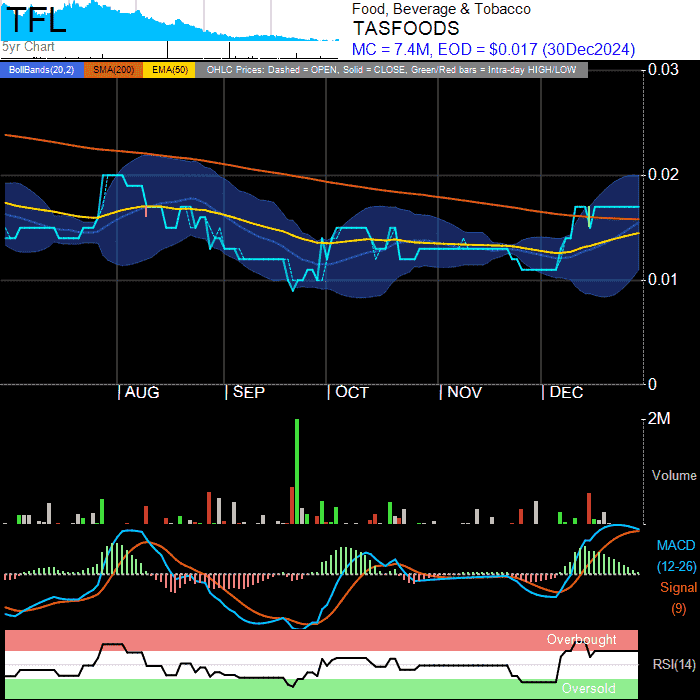 TFL
5yr Chart
Food, Beverage & Tobacco
TASFOODS
MC = 7.4M, EOD = $0.017 (30Dec2024)
BollBands(20,2) SMA(200) EMA(50) OHLC Prices: Dashed = OPEN, Solid = CLOSE, Green/Red bars = Intra-day HIGH/LOW
0.03
0.02
0.01
0
AUG SEP OCT NOV DEC
2M
Volume
MACD
(12-26)
Signal
(9)
Overbought
RSI(14)
Oversold